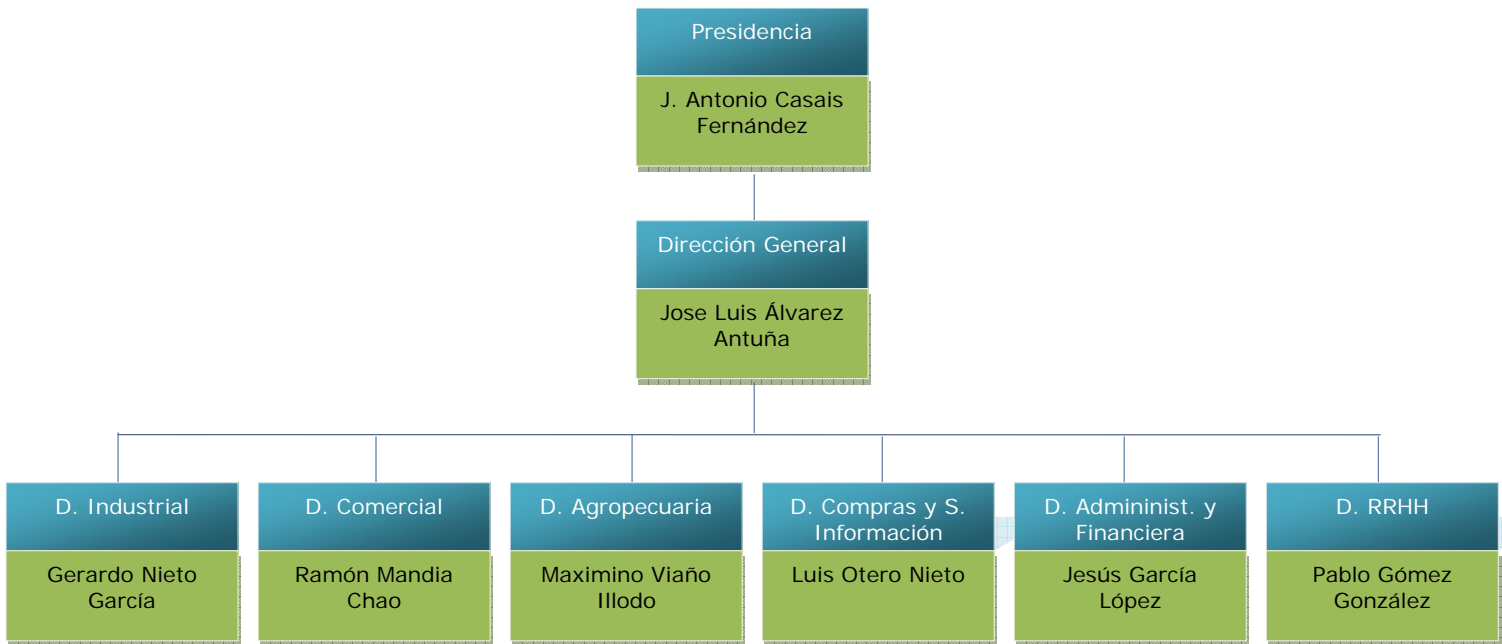 Presidencia
J. Antonio Casais
Fernández
Dirección General
Jose Luis Álvarez
Antuña
D. Industrial
Gerardo Nieto
García
D. Comercial
Ramón Mandia
Chao
D. Agropecuaria
Maximino Viaño
Illodo
D. Compras y S.
Información
Luis Otero Nieto
D. Admininist. y
Financiera
Jesús García
López
D. RRHH
Pablo Gómez
González